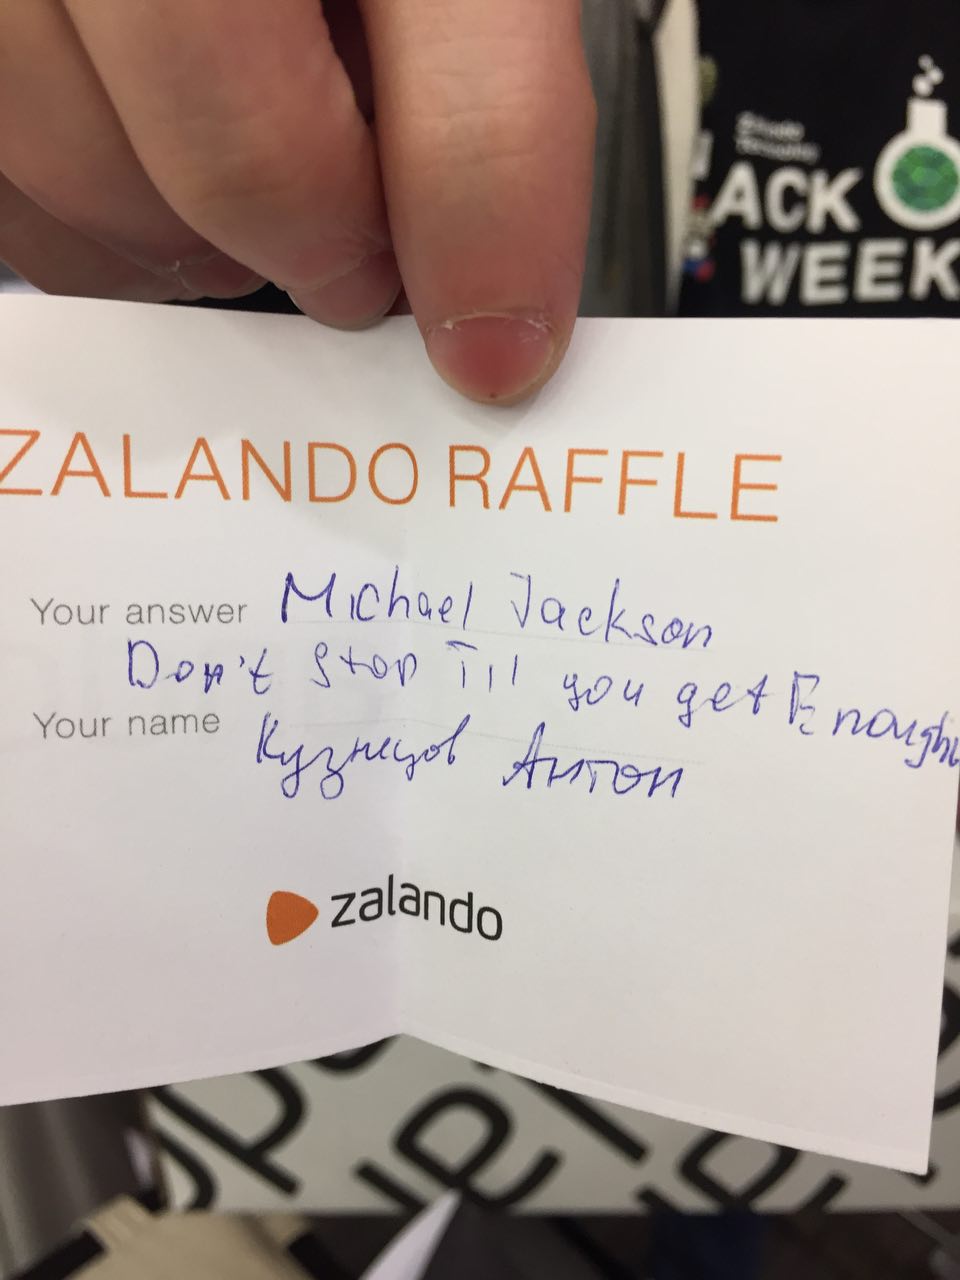 ACK
WEEK
ZALANDO RAFFLE
Your answer Michael Jackson
Don't stop Till you get Enough
Your name Кузнецов Антон
zalando